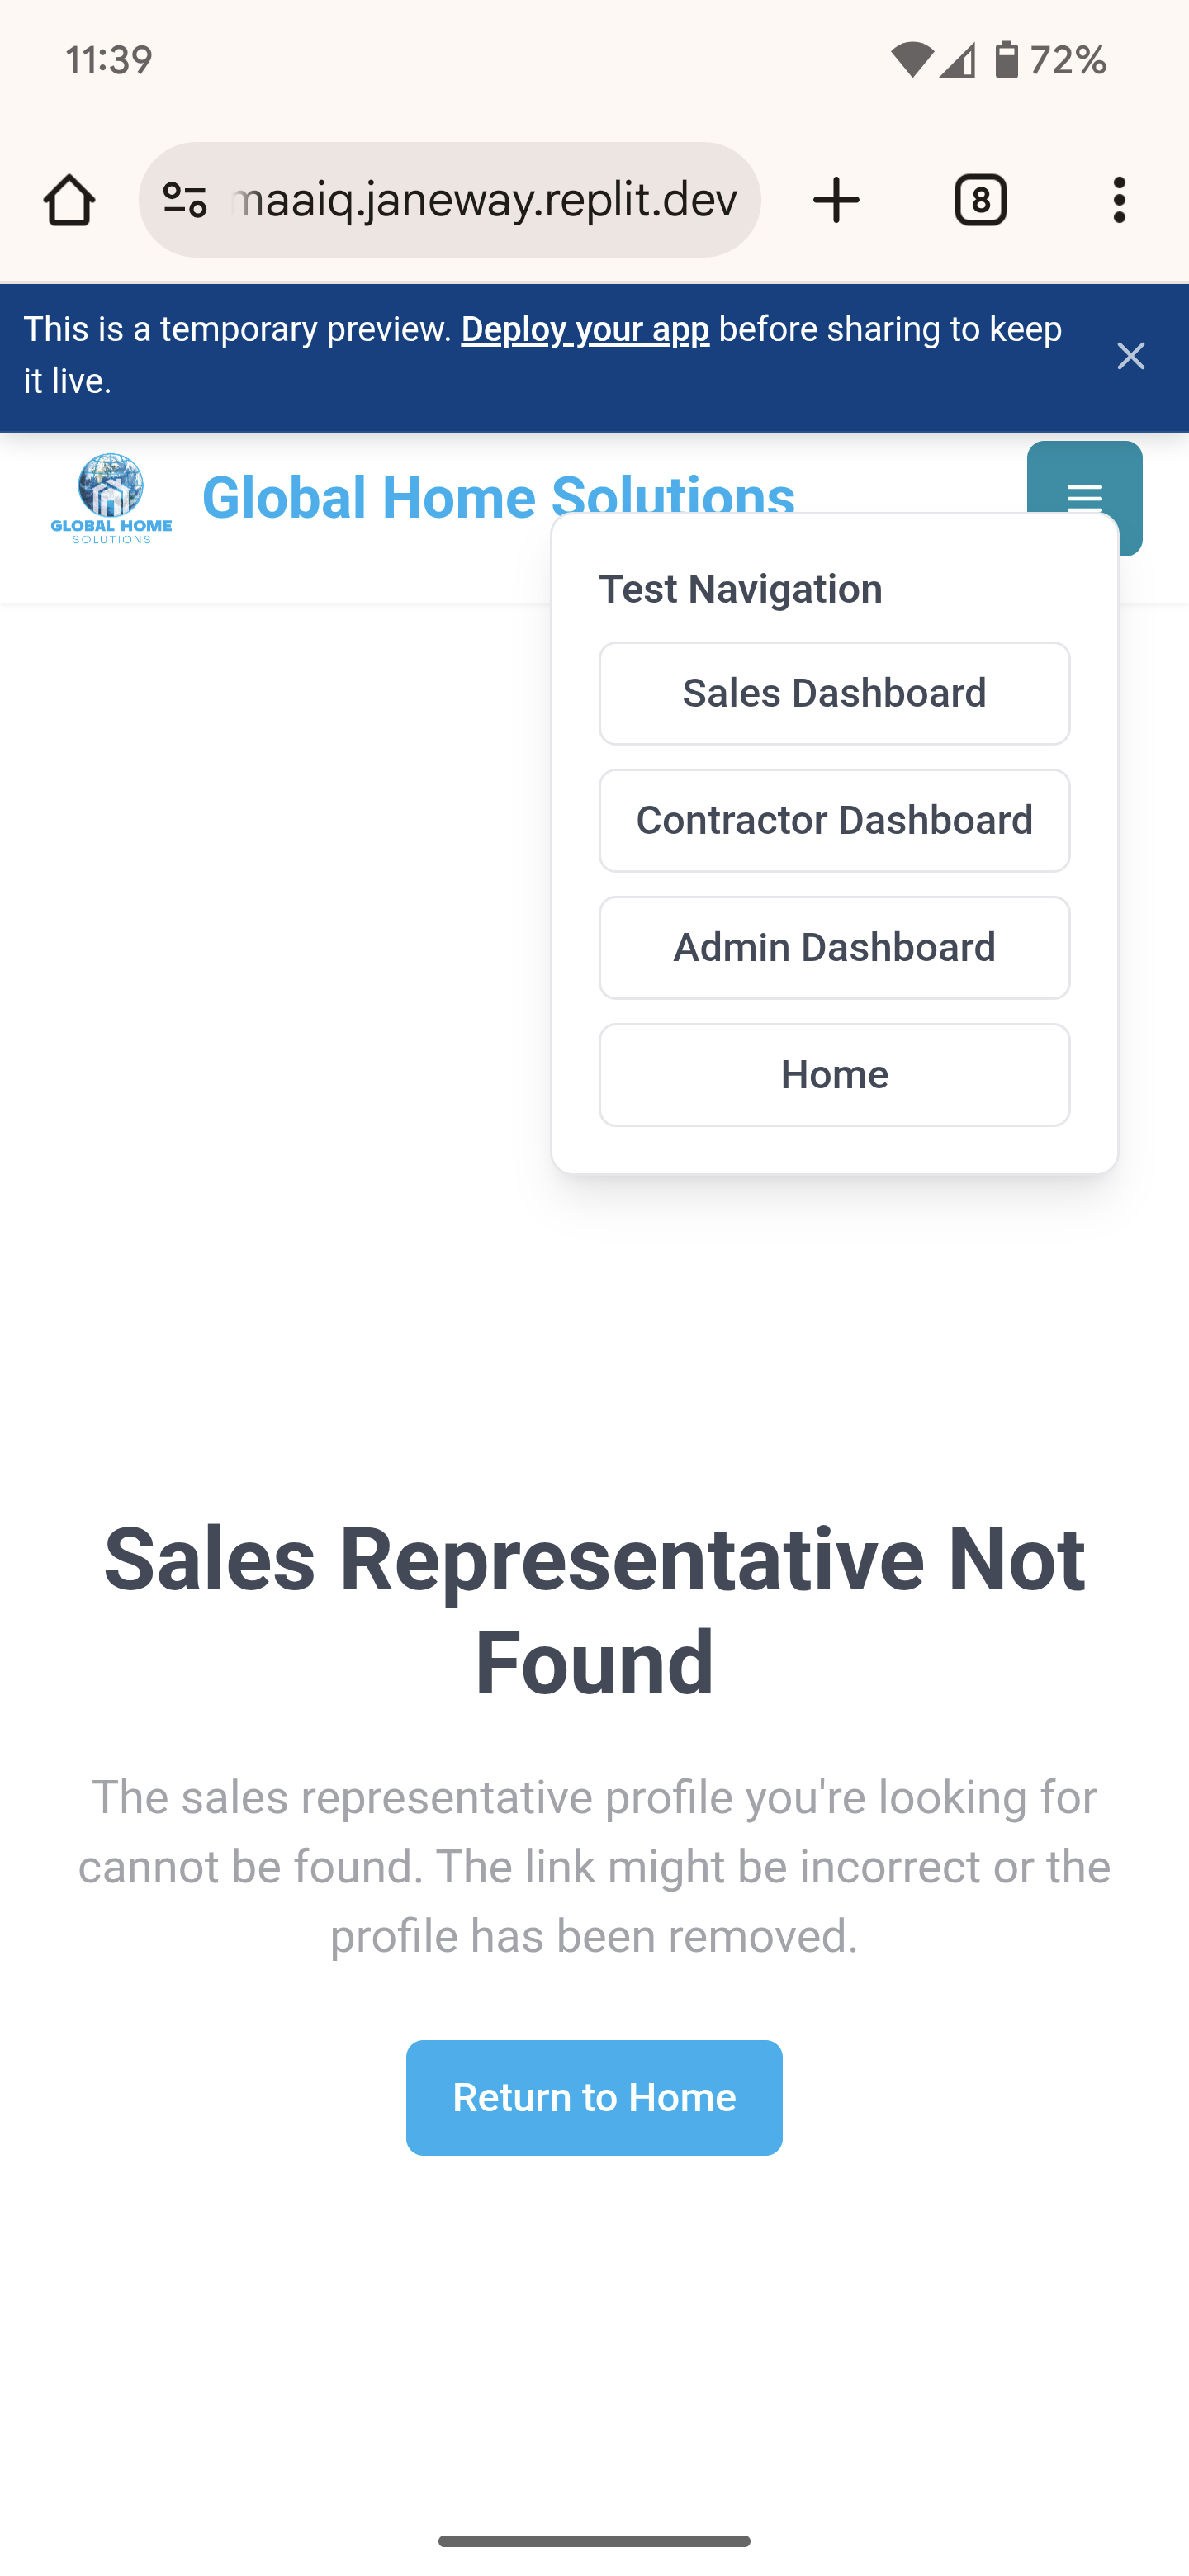 11:39
72%
maaiq.janeway.replit.dev
8
This is a temporary preview. Deploy your app before sharing to keep
it live.
GLOBAL HOME
SOLUTIONS
Global Home Solutions
Test Navigation
Sales Dashboard
Contractor Dashboard
Admin Dashboard
Home
Sales Representative Not
Found
The sales representative profile you're looking for
cannot be found. The link might be incorrect or the
profile has been removed.
Return to Home